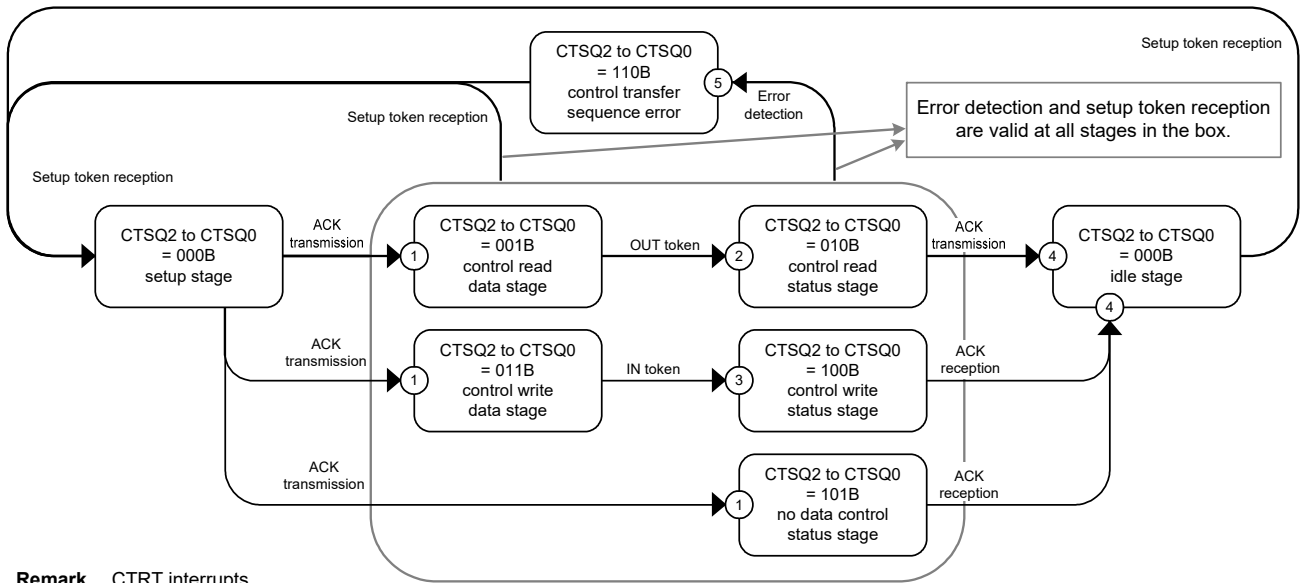 Setup token reception
CTSQ2 to CTSQ0
= 110B
control transfer
sequence error
5
Error
detection
Setup token reception
Error detection and setup token reception
are valid at all stages in the box.
Setup token reception
CTSQ2 to CTSQ0
= 000B
setup stage
ACK
transmission
1
CTSQ2 to CTSQ0
= 001B
control read
data stage
OUT token
2
CTSQ2 to CTSQ0
= 010B
control read
status stage
ACK
transmission
4
CTSQ2 to CTSQ0
= 000B
idle stage
4
ACK
transmission
1
CTSQ2 to CTSQ0
= 011B
control write
data stage
IN token
3
CTSQ2 to CTSQ0
= 100B
control write
status stage
ACK
reception
ACK
transmission
1
CTSQ2 to CTSQ0
= 101B
no data control
status stage
ACK
reception
Remark CTRT interrupts